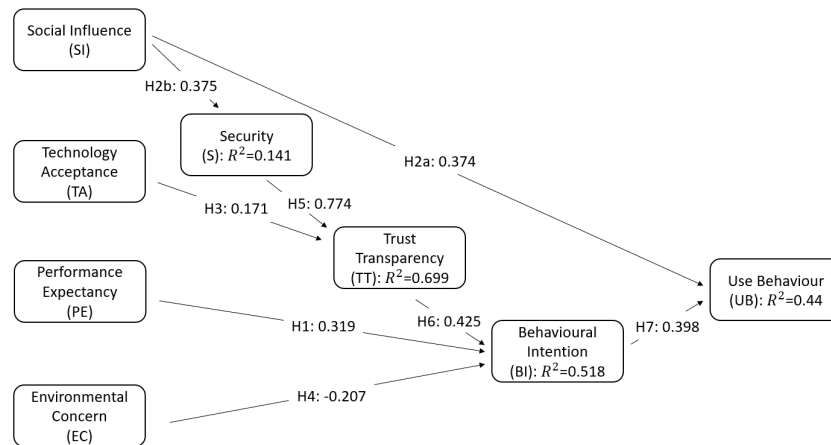 Social Influence
(SI)
H2b: 0.375
Security
(S): R²=0.141
Technology
Acceptance
(TA)
H2a: 0.374
H3: 0.171
H5: 0.774
Trust
Transparency
(TT): R²=0.699
Performance
Expectancy
(PE)
Use Behaviour
(UB): R²=0.44
H1: 0.319
H6: 0.425
H7: 0.398
Behavioural
Intention
(BI): R²=0.518
Environmental
Concern
(EC)
H4: -0.207